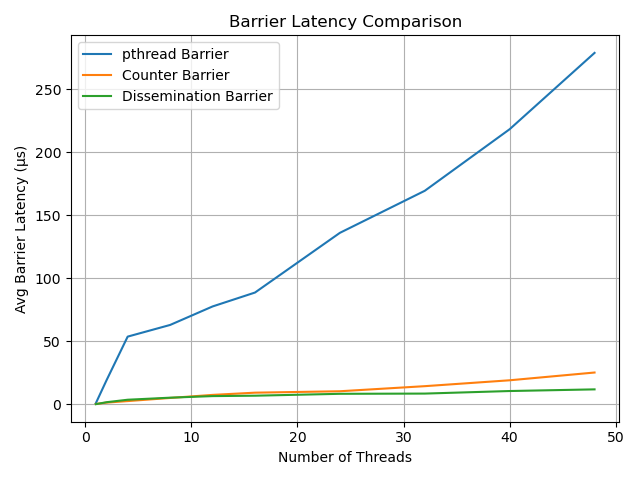 Barrier Latency Comparison
pthread Barrier
Counter Barrier
Dissemination Barrier
Avg Barrier Latency (µs)
250
200
150
100
50
0
0 10 20 30 40 50
Number of Threads